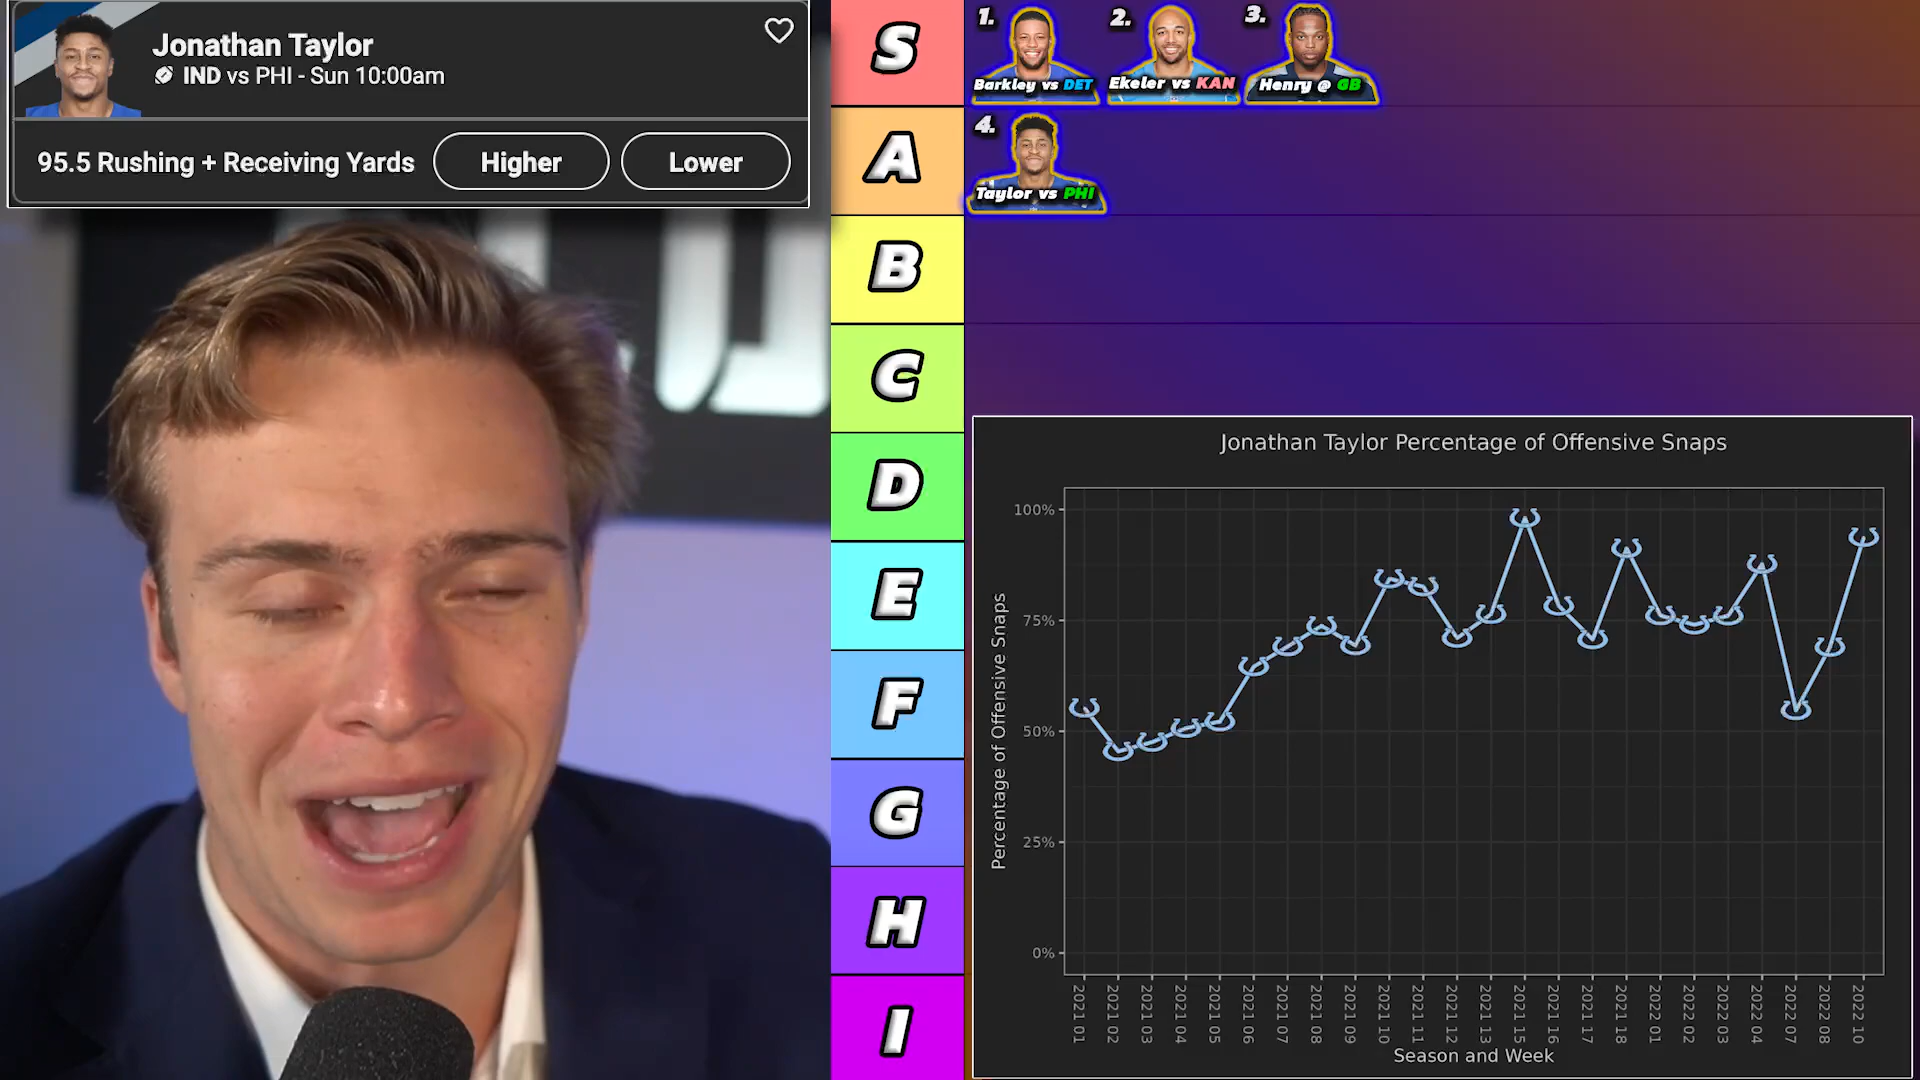 Jonathan Taylor
IND vs PHI - Sun 10:00am
95.5 Rushing + Receiving Yards
Higher
Lower
S
1.
Barkley vs DET
2.
Ekeler vs KAN
3.
Henry @ GB
A
4.
Taylor vs PHI
B
C
D
E
F
G
H
I
Jonathan Taylor Percentage of Offensive Snaps
Percentage of Offensive Snaps
100%
75%
50%
25%
0%
2021 01
2021 02
2021 03
2021 04
2021 05
2021 06
2021 07
2021 08
2021 09
2021 10
2021 11
2021 12
2021 13
2021 15
2021 16
2021 17
2021 18
2022 01
2022 02
2022 03
2022 04
2022 07
2022 08
2022 10
Season and Week